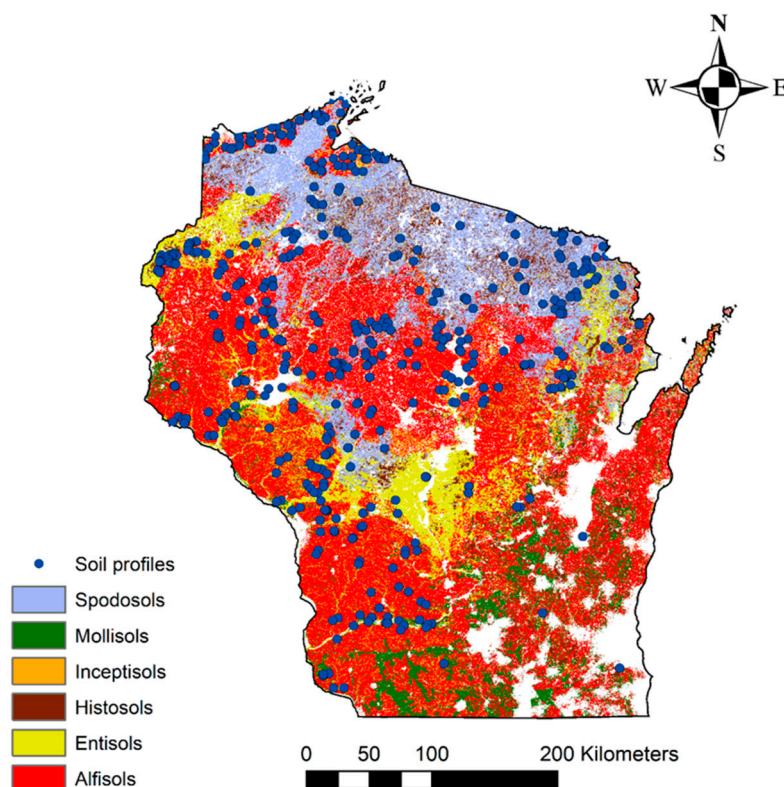 N
W E
S
Soil profiles
Spodosols
Mollisols
Inceptisols
Histosols
Entisols
Alfisols
0 50 100 200 Kilometers